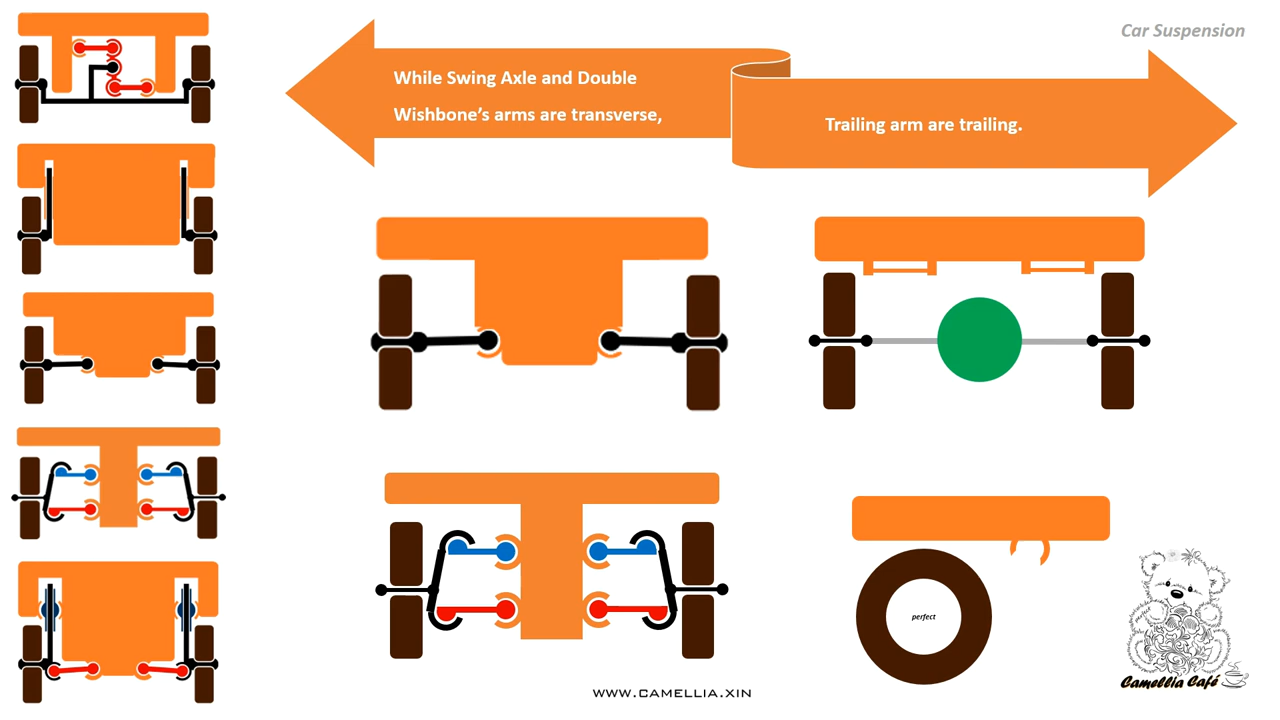 Car Suspension
While Swing Axle and Double
Wishbone's arms are transverse,
Trailing arm are trailing.
perfect
Camellia Café
WWW.CAMELLIA.XIN